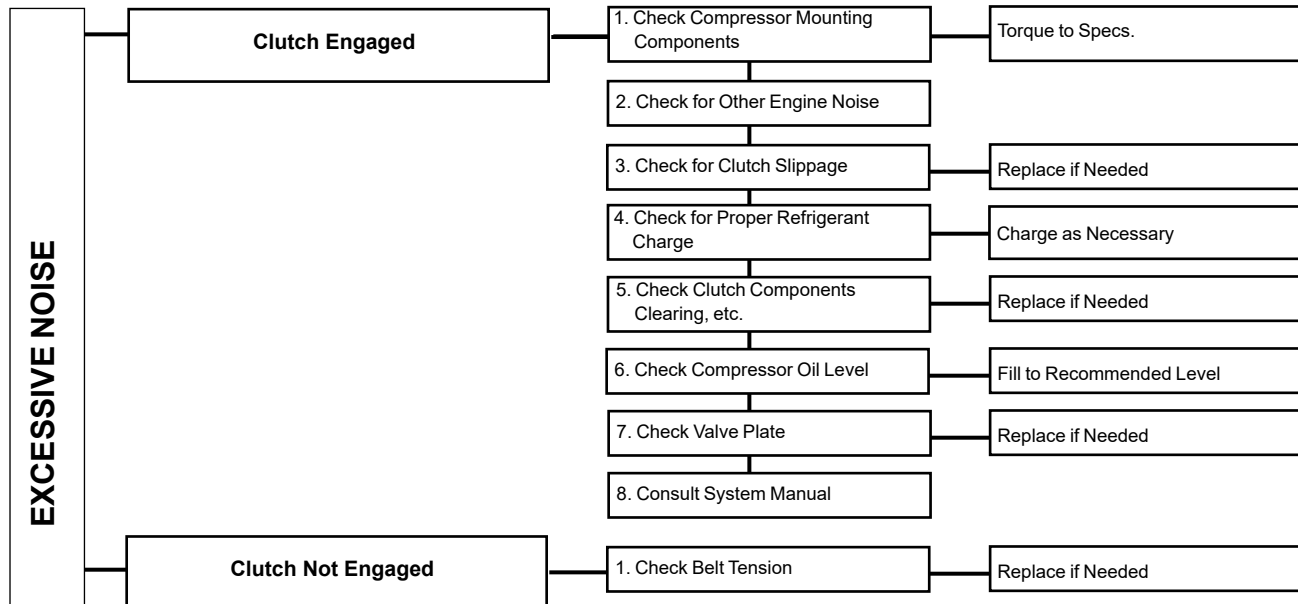 EXCESSIVE NOISE
Clutch Engaged
1. Check Compressor Mounting
Components
Torque to Specs.
2. Check for Other Engine Noise
3. Check for Clutch Slippage
Replace if Needed
4. Check for Proper Refrigerant
Charge
Charge as Necessary
5. Check Clutch Components
Clearing, etc.
Replace if Needed
6. Check Compressor Oil Level
Fill to Recommended Level
7. Check Valve Plate
Replace if Needed
8. Consult System Manual
Clutch Not Engaged
1. Check Belt Tension
Replace if Needed